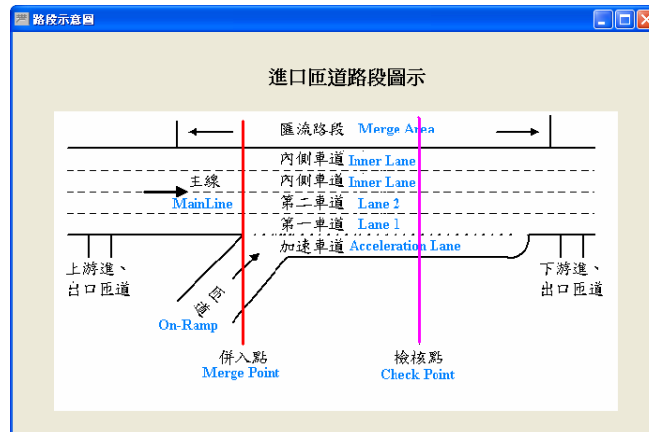 路段示意圖
進口匝道路段圖示
匯流路段 Merge Area
內側車道 Inner Lane
主線 內側車道 Inner Lane
MainLine 第二車道 Lane 2
第一車道 Lane 1
加速車道 Acceleration Lane
上游進、
出口匝道
下游進、
出口匝道
匝道
On-Ramp
併入點
Merge Point
檢核點
Check Point